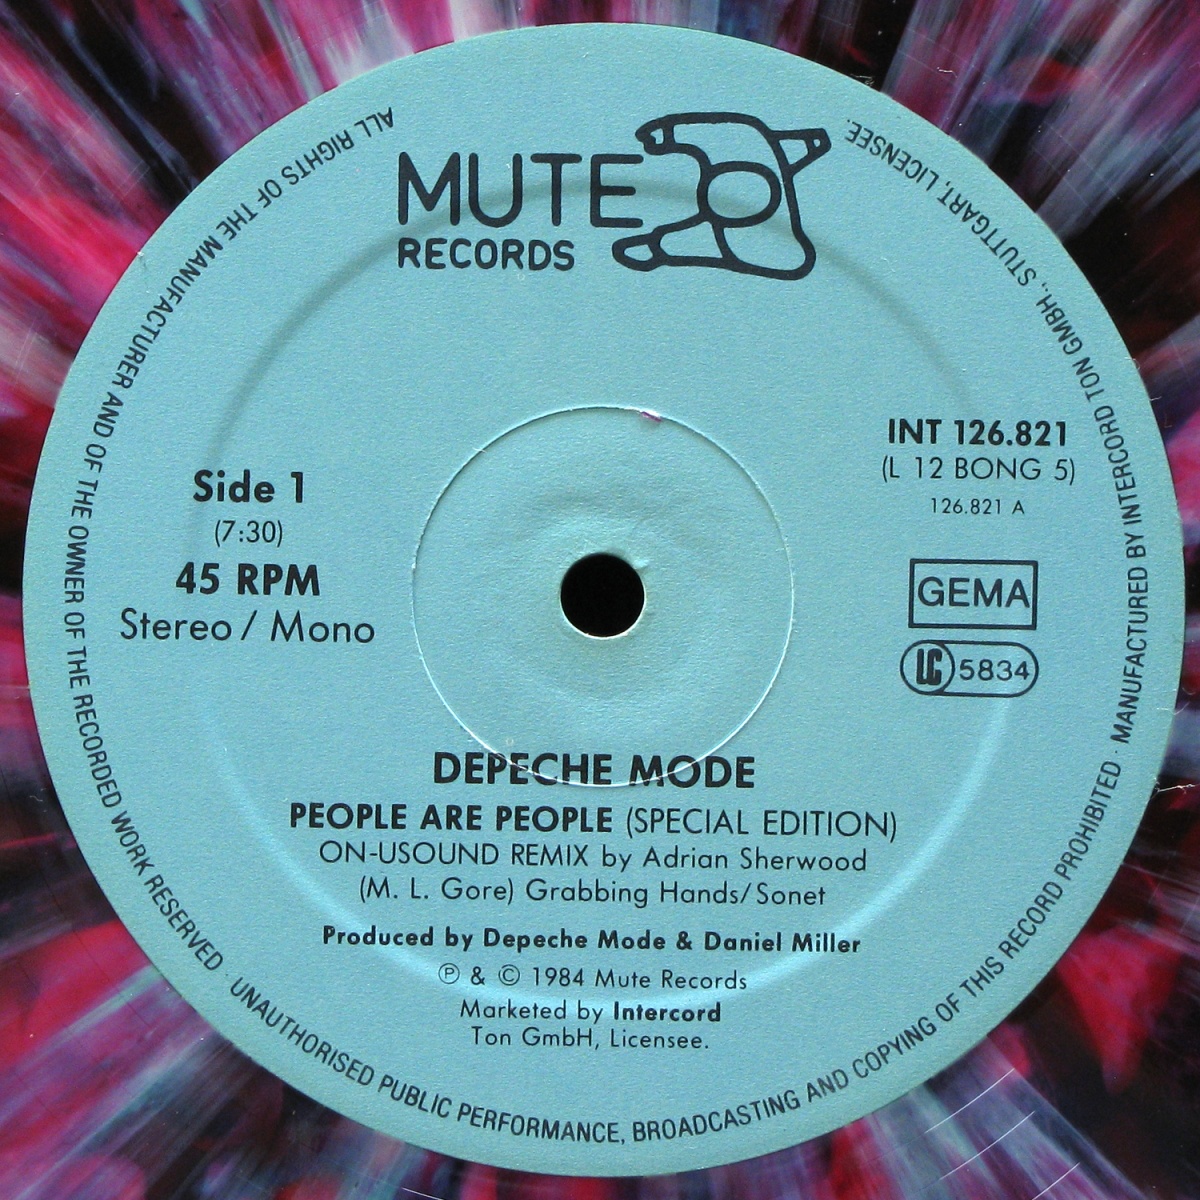 MUTE
RECORDS
INT 126.821
(L 12 BONG 5)
126.821 A
Side 1
(7:30)
45 RPM
Stereo / Mono
GEMA
LC 5834
DEPECHE MODE
PEOPLE ARE PEOPLE (SPECIAL EDITION)
ON-USOUND REMIX by Adrian Sherwood
(M. L. Gore) Grabbing Hands/Sonet
Produced by Depeche Mode & Daniel Miller
Ⓟ & © 1984 Mute Records
Marketed by Intercord
Ton GmbH, Licensee.
ALL RIGHTS OF THE MANUFACTURER AND OF THE OWNER OF THE RECORDED WORK RESERVED · UNAUTHORISED PUBLIC PERFORMANCE, BROADCASTING AND COPYING OF THIS RECORD PROHIBITED · MANUFACTURED BY INTERCORD TON GMBH., STUTTGART, LICENSEE.